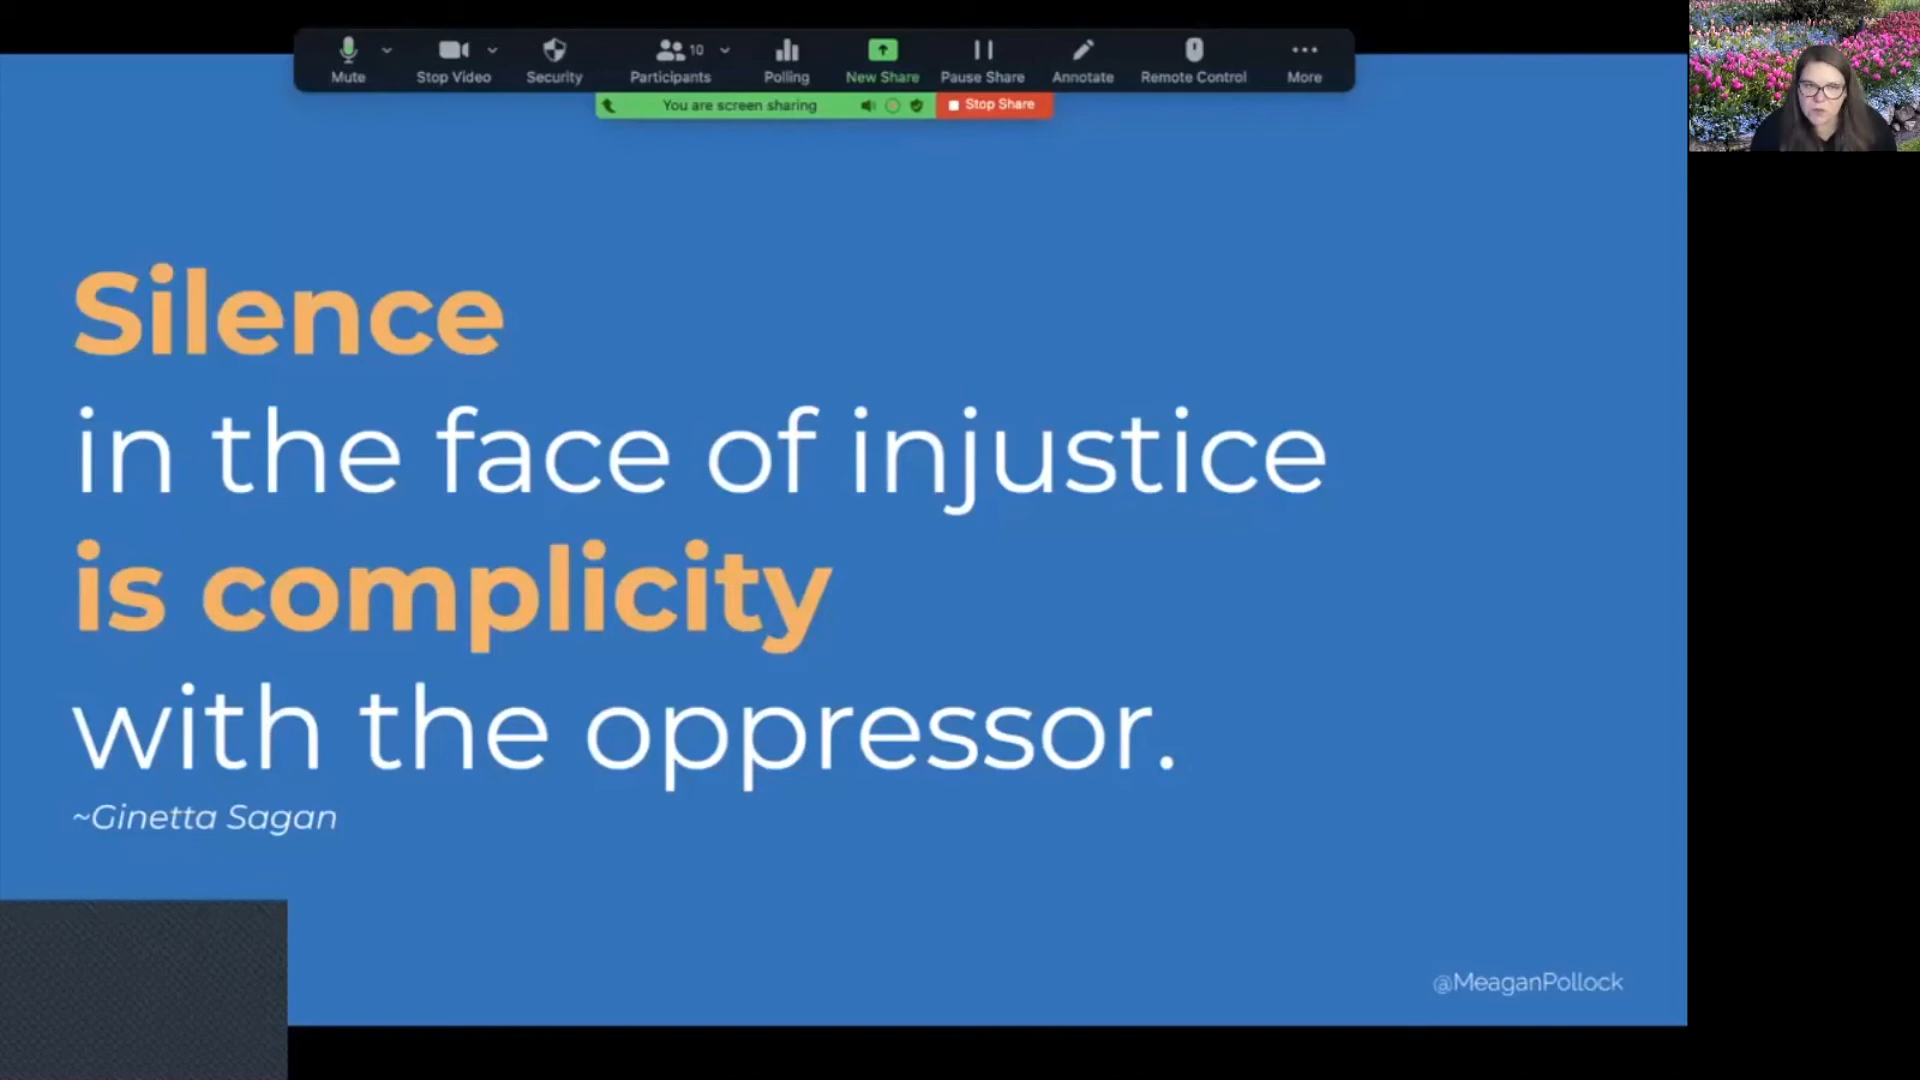 Mute
Stop Video
Security
10
Participants
Polling
New Share
Pause Share
Annotate
Remote Control
More
You are screen sharing
Stop Share
Silence
in the face of injustice
is complicity
with the oppressor.
~Ginetta Sagan
@MeaganPollock